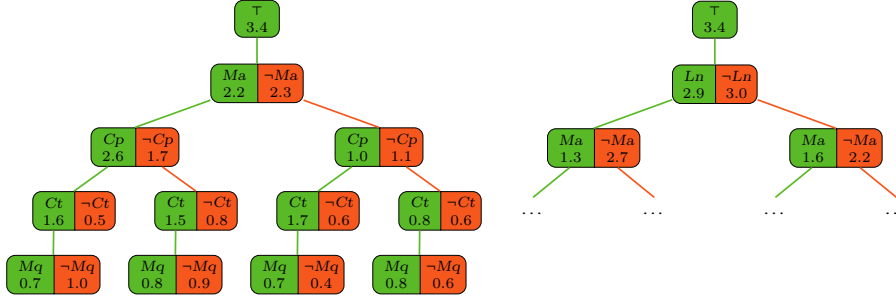 ⊤ ⊤
3.4 3.4
Ma ¬Ma Ln ¬Ln
2.2 2.3 2.9 3.0
Cp ¬Cp Cp ¬Cp Ma ¬Ma Ma ¬Ma
2.6 1.7 1.0 1.1 1.3 2.7 1.6 2.2
Ct ¬Ct Ct ¬Ct Ct ¬Ct Ct ¬Ct ... ... ... ...
1.6 0.5 1.5 0.8 1.7 0.6 0.8 0.6
Mq ¬Mq Mq ¬Mq Mq ¬Mq Mq ¬Mq
0.7 1.0 0.8 0.9 0.7 0.4 0.8 0.6